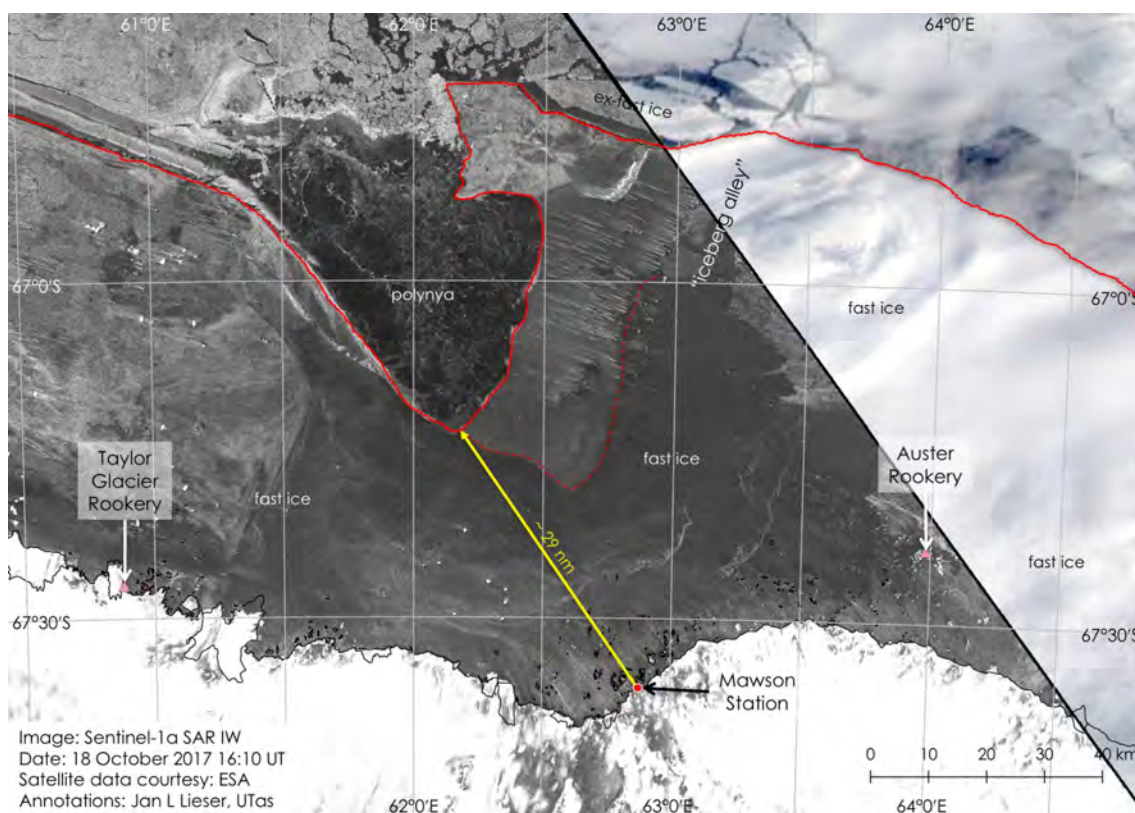 61°0'E
62°0'E
63°0'E
64°0'E
ex-fast ice
"iceberg alley"
67°0'S
polynya
fast ice
67°0'S
Taylor
Glacier
Rookery
fast ice
fast ice
Auster
Rookery
~29 nm
fast ice
67°30'S
67°30'S
Mawson
Station
Image: Sentinel-1a SAR IW
Date: 18 October 2017 16:10 UT
Satellite data courtesy: ESA
Annotations: Jan L Lieser, UTas
0 10 20 30 40 km
62°0'E
63°0'E
64°0'E